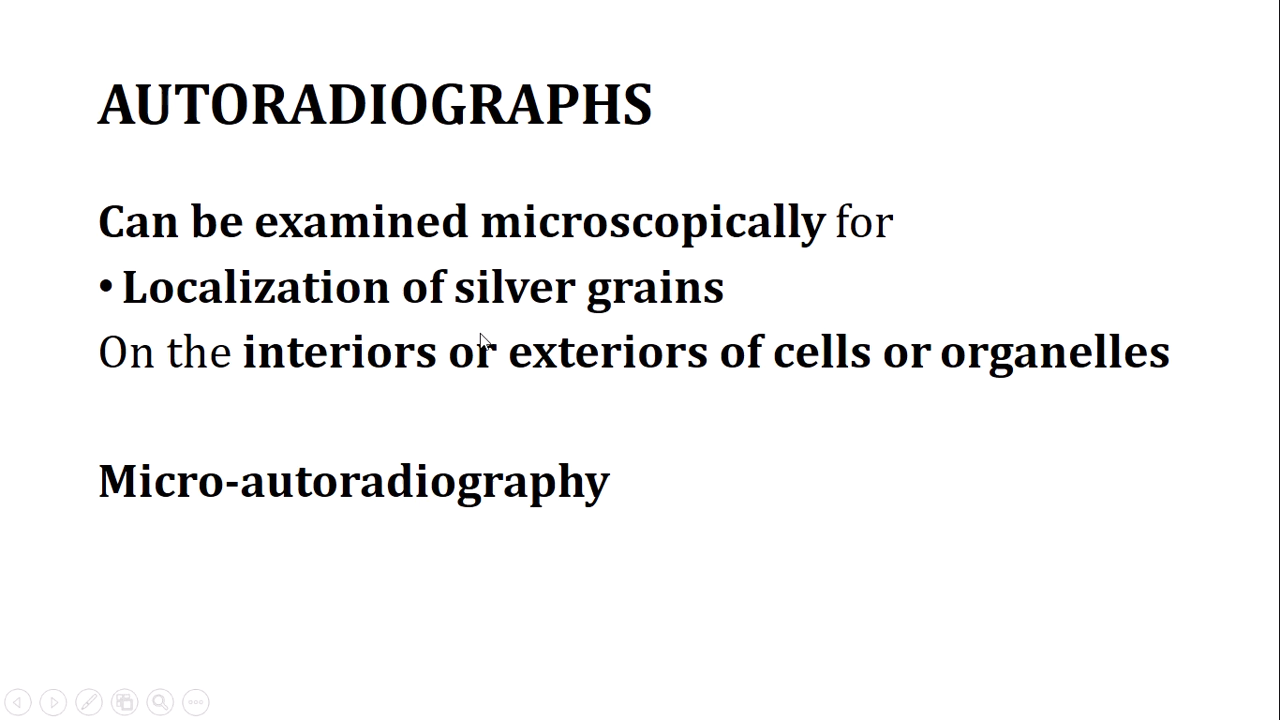 AUTORADIOGRAPHS
Can be examined microscopically for
• Localization of silver grains
On the interiors or exteriors of cells or organelles
Micro-autoradiography